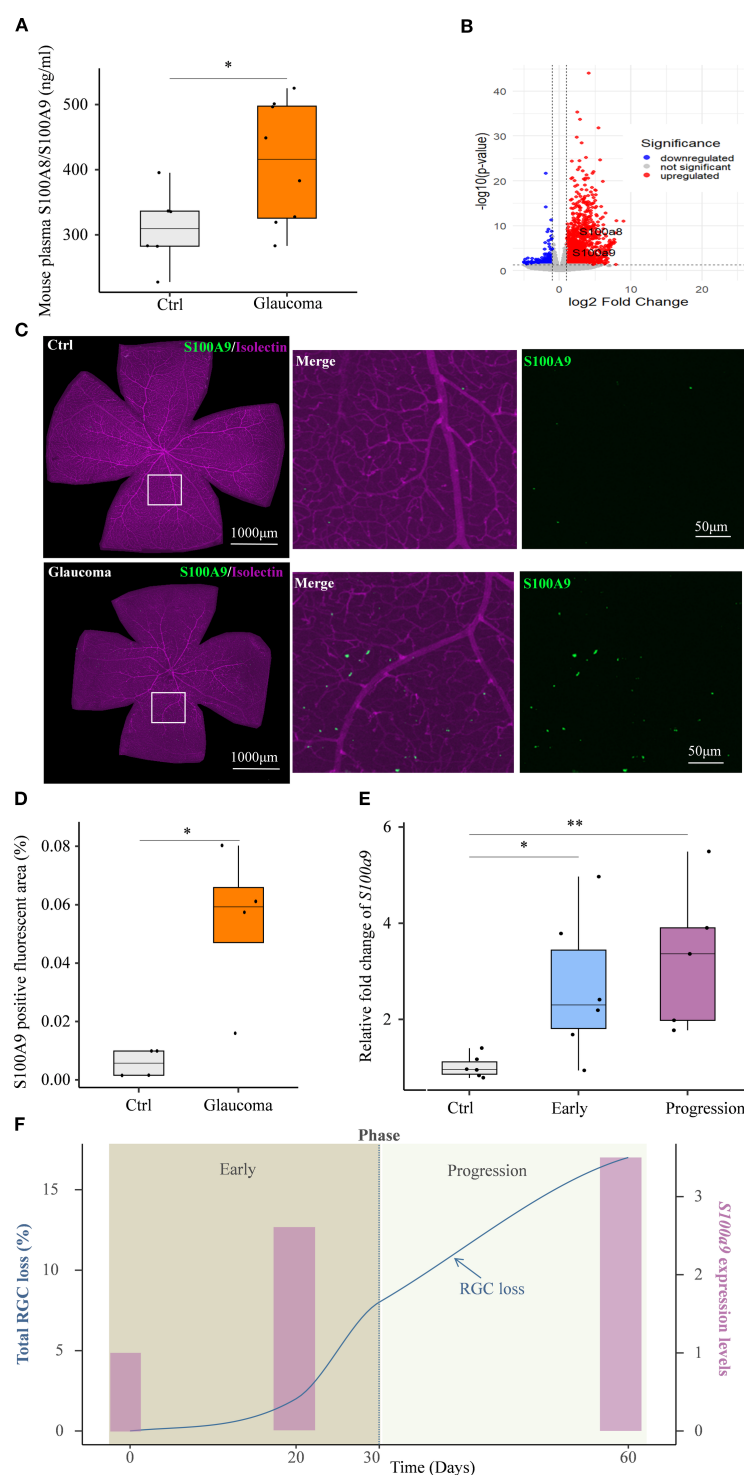 A
B
Mouse plasma S100A8/S100A9 (ng/ml)
500
400
300
*
Ctrl
Glaucoma
-log10(p-value)
40
30
20
10
0
Significance
downregulated
not significant
upregulated
S100a8
S100a9
0
10
20
log2 Fold Change
C
Ctrl
S100A9/Isolectin
1000μm
Merge
S100A9
50μm
Glaucoma
S100A9/Isolectin
1000μm
Merge
S100A9
50μm
D
S100A9 positive fluorescent area (%)
0.08
0.06
0.04
0.02
0.00
*
Ctrl
Glaucoma
E
Relative fold change of S100a9
6
4
2
**
*
Ctrl
Early
Progression
F
Phase
Early
Progression
Total RGC loss (%)
15
10
5
0
RGC loss
3
2
1
0
S100a9 expression levels
0
20
30
60
Time (Days)